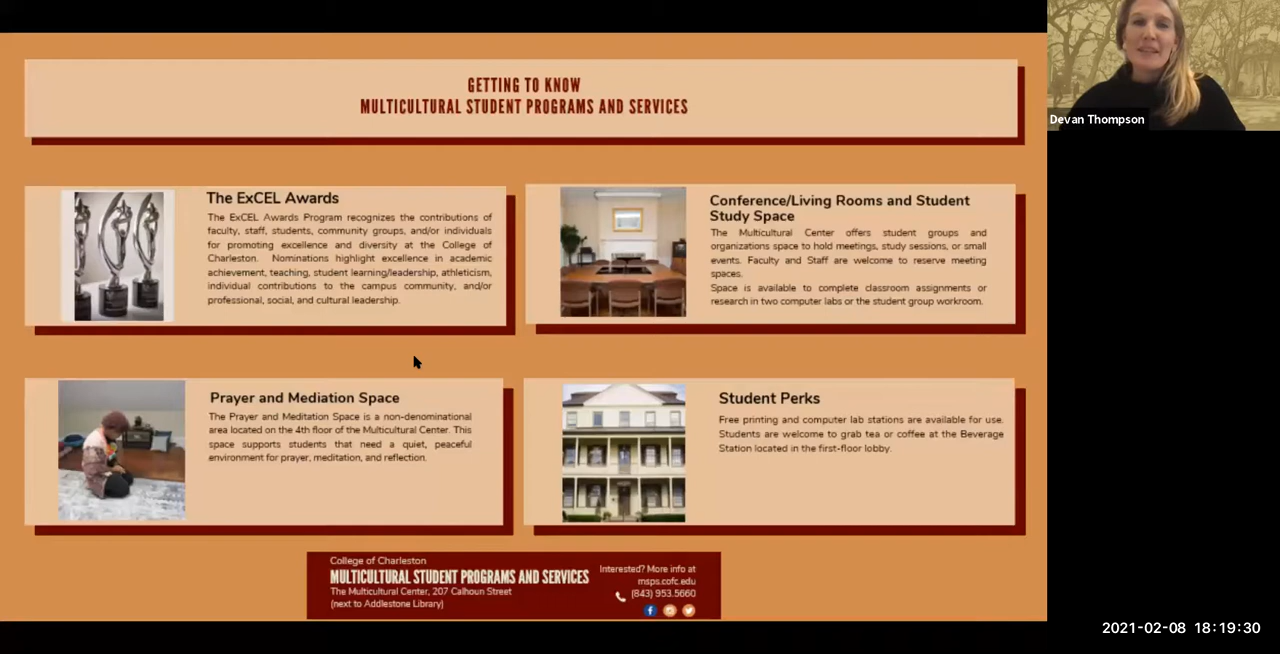 GETTING TO KNOW
MULTICULTURAL STUDENT PROGRAMS AND SERVICES
Devan Thompson
The ExCEL Awards
The ExCEL Awards Program recognizes the contributions of
faculty, staff, students, community groups, and/or individuals
for promoting excellence and diversity at the College of
Charleston. Nominations highlight excellence in academic
achievement, teaching, student learning/leadership, athleticism,
individual contributions to the campus community, and/or
professional, social, and cultural leadership.
Conference/Living Rooms and Student
Study Space
The Multicultural Center offers student groups and
organizations space to hold meetings, study sessions, or small
events. Faculty and Staff are welcome to reserve meeting
spaces.
Space is available to complete classroom assignments or
research in two computer labs or the student group workroom.
Prayer and Mediation Space
The Prayer and Meditation Space is a non-denominational
area located on the 4th floor of the Multicultural Center. This
space supports students that need a quiet, peaceful
environment for prayer, meditation, and reflection.
Student Perks
Free printing and computer lab stations are available for use.
Students are welcome to grab tea or coffee at the Beverage
Station located in the first-floor lobby.
College of Charleston
MULTICULTURAL STUDENT PROGRAMS AND SERVICES
The Multicultural Center, 207 Calhoun Street
(next to Addlestone Library)
Interested? More info at
msps.cofc.edu
(843) 953.5660
2021-02-08 18:19:30